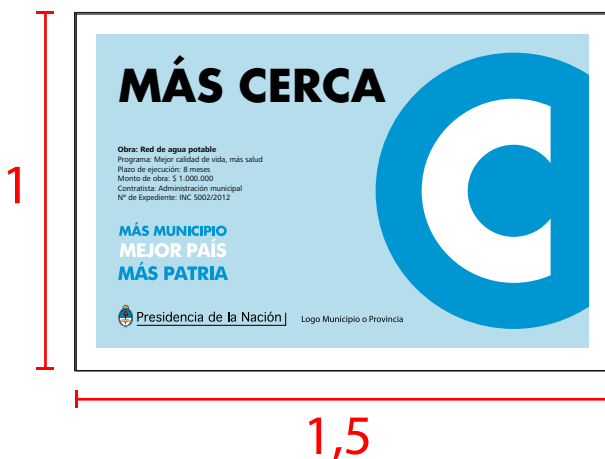 MÁS CERCA
C
Obra: Red de agua potable
Programa: Mejor calidad de vida, más salud
Plazo de ejecución: 8 meses
Monto de obra: $ 1.000.000
Contratista: Administración municipal
Nº de Expediente: INC 5002/2012
MÁS MUNICIPIO
MEJOR PAÍS
MÁS PATRIA
Presidencia de la Nación
Logo Municipio o Provincia
1
1,5